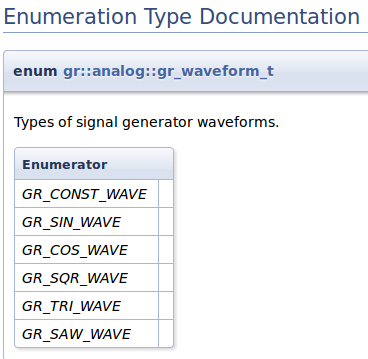 Enumeration Type Documentation
enum gr::analog::gr_waveform_t
Types of signal generator waveforms.
Enumerator
GR_CONST_WAVE
GR_SIN_WAVE
GR_COS_WAVE
GR_SQR_WAVE
GR_TRI_WAVE
GR_SAW_WAVE